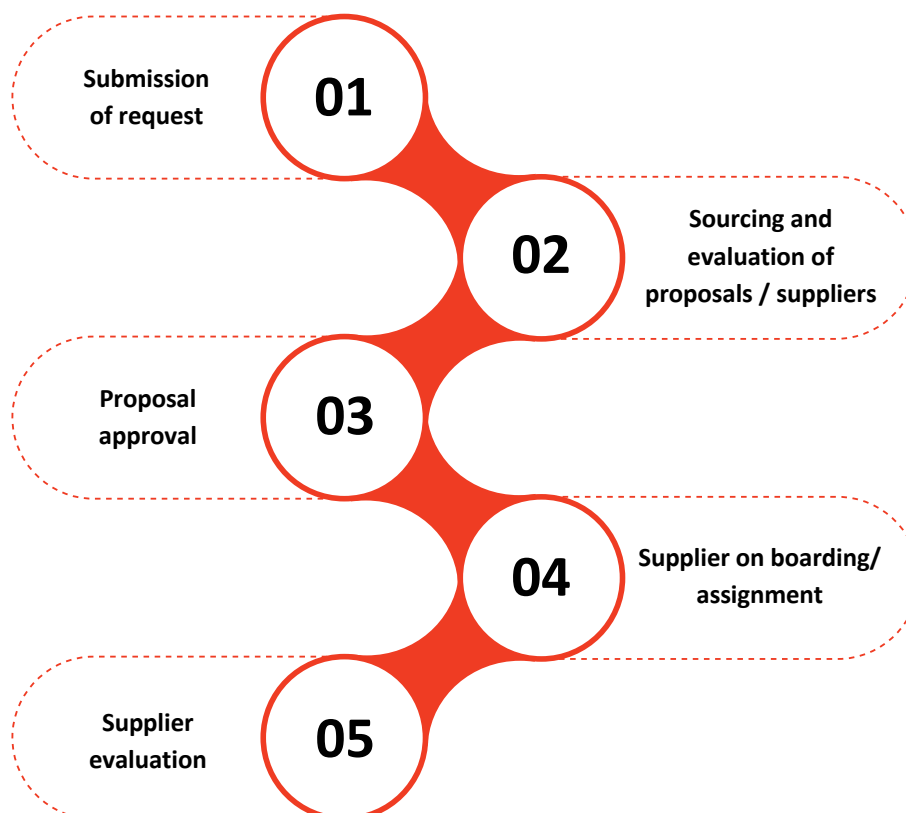 Submission
of request
01
02
Sourcing and
evaluation of
proposals / suppliers
Proposal
approval
03
04
Supplier on boarding/
assignment
Supplier
evaluation
05